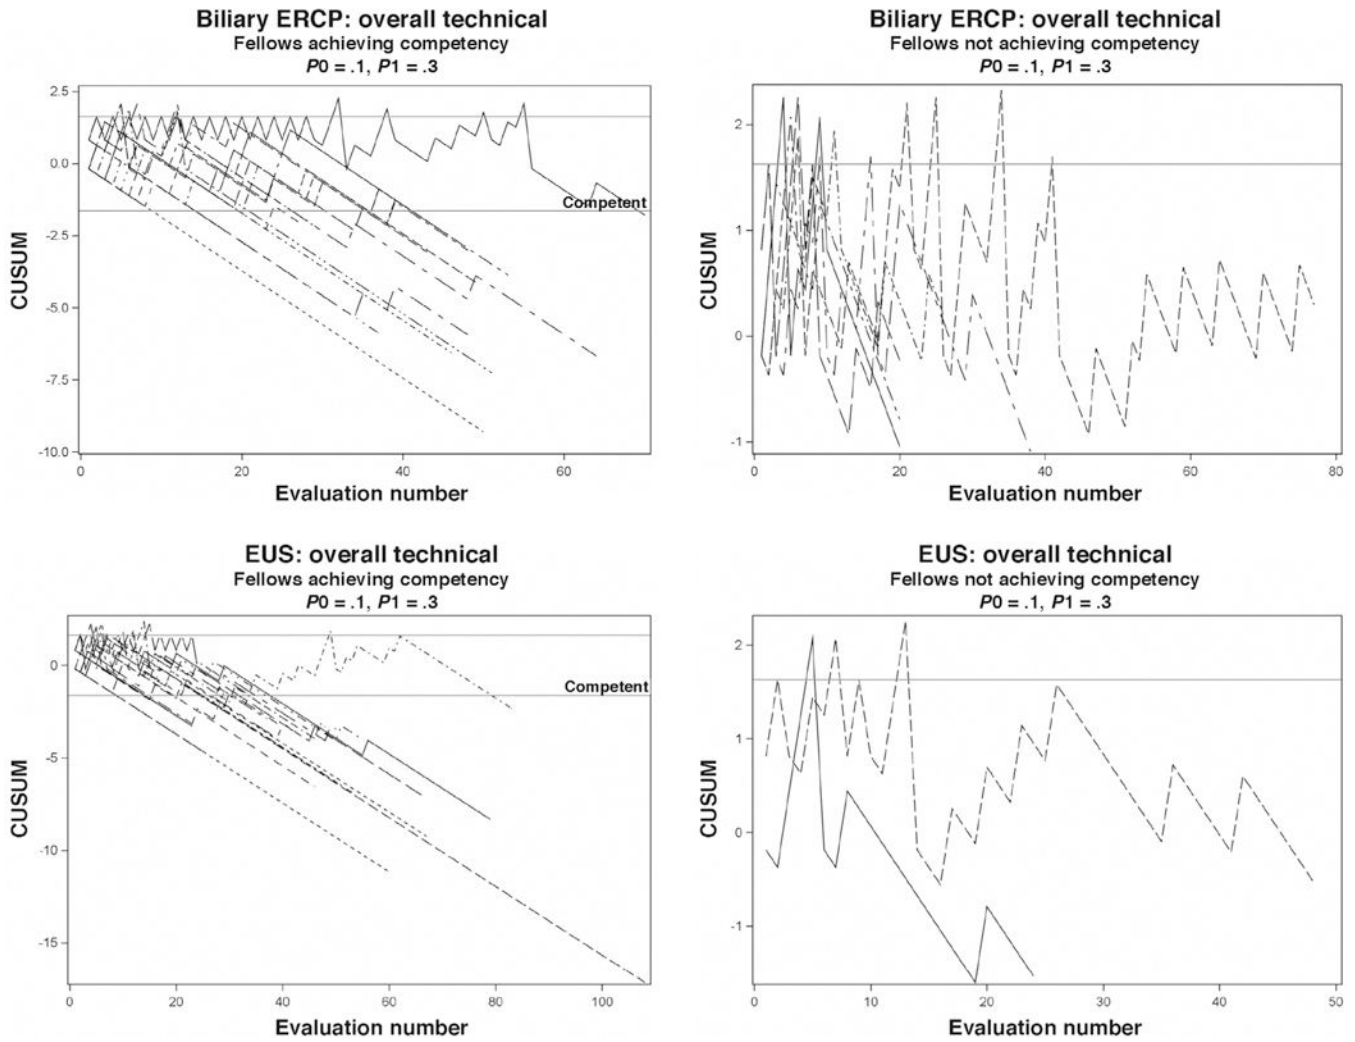 Biliary ERCP: overall technical
Fellows achieving competency
P0 = .1, P1 = .3
2.5
0.0
-2.5
-5.0
-7.5
-10.0
CUSUM
Competent
0 20 40 60
Evaluation number
Biliary ERCP: overall technical
Fellows not achieving competency
P0 = .1, P1 = .3
2
1
0
-1
CUSUM
0 10 20 30 40 50 60 70 80
Evaluation number
EUS: overall technical
Fellows achieving competency
P0 = .1, P1 = .3
0
-5
-10
-15
CUSUM
Competent
0 20 40 60 80 100
Evaluation number
EUS: overall technical
Fellows not achieving competency
P0 = .1, P1 = .3
2
1
0
-1
CUSUM
0 10 20 30 40 50
Evaluation number